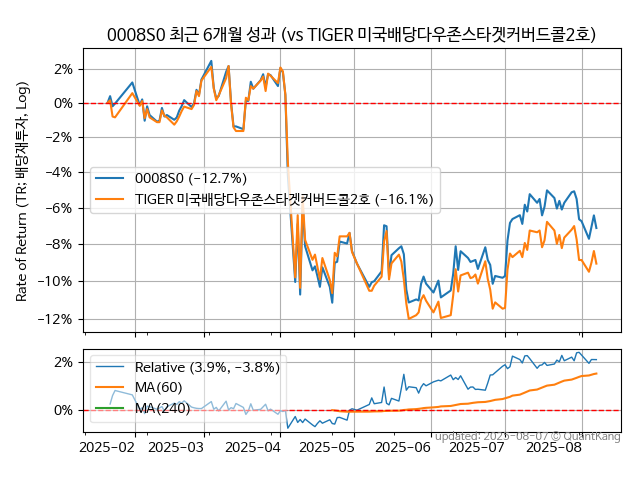 0008S0 최근 6개월 성과 (vs TIGER 미국배당다우존스타겟커버드콜2호)
Rate of Return (TR: 배당재투자, Log)
2%
0%
−2%
−4%
−6%
−8%
−10%
−12%
0008S0 (−12.7%)
TIGER 미국배당다우존스타겟커버드콜2호 (−16.1%)
2%
0%
Relative (3.9%, −3.8%)
MA(60)
MA(240)
2025-02 2025-03 2025-04 2025-05 2025-06 2025-07 2025-08
updated: 2025-08-07 © QuantKang